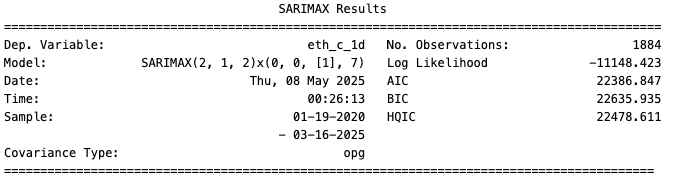 SARIMAX Results
==========================================================================================
Dep. Variable: eth_c_1d No. Observations: 1884
Model: SARIMAX(2, 1, 2)x(0, 0, [1], 7) Log Likelihood -11148.423
Date: Thu, 08 May 2025 AIC 22386.847
Time: 00:26:13 BIC 22635.935
Sample: 01-19-2020 HQIC 22478.611
- 03-16-2025
Covariance Type: opg
==========================================================================================